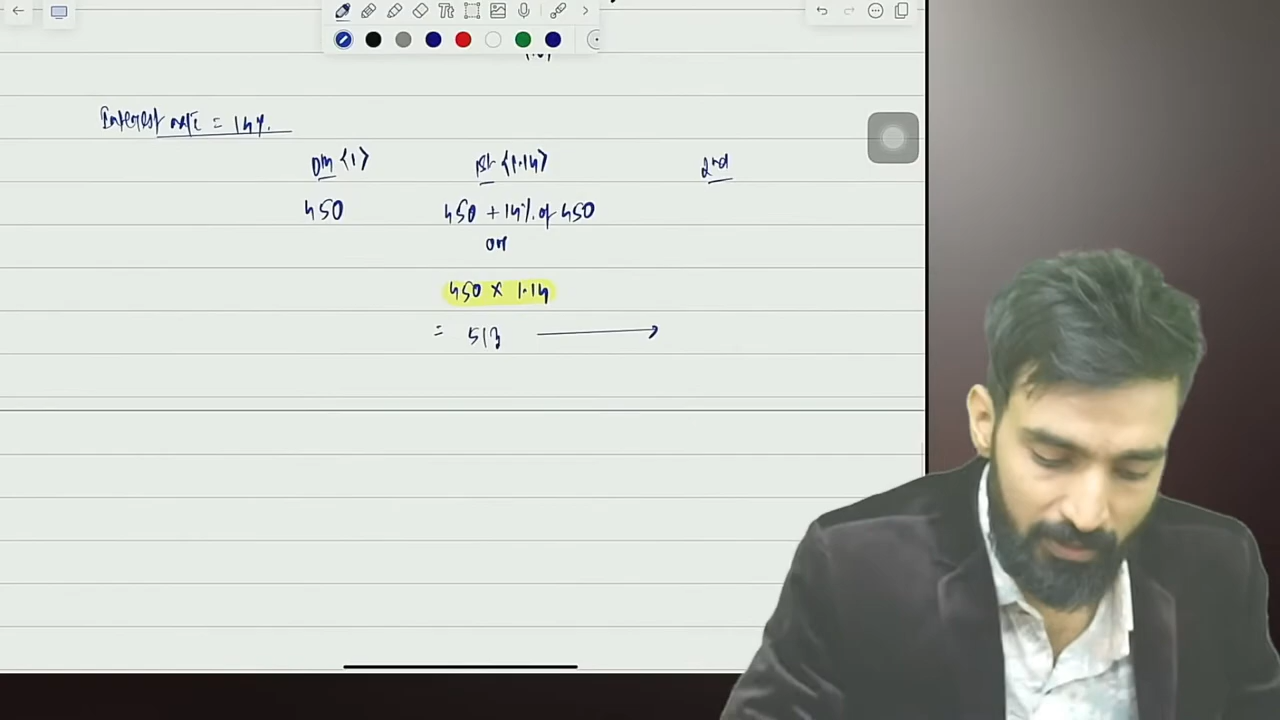 Interest rate = 14%.
0th {1} 1st {1.14} 2nd
450 450 + 14% of 450
or
450 × 1.14
= 513